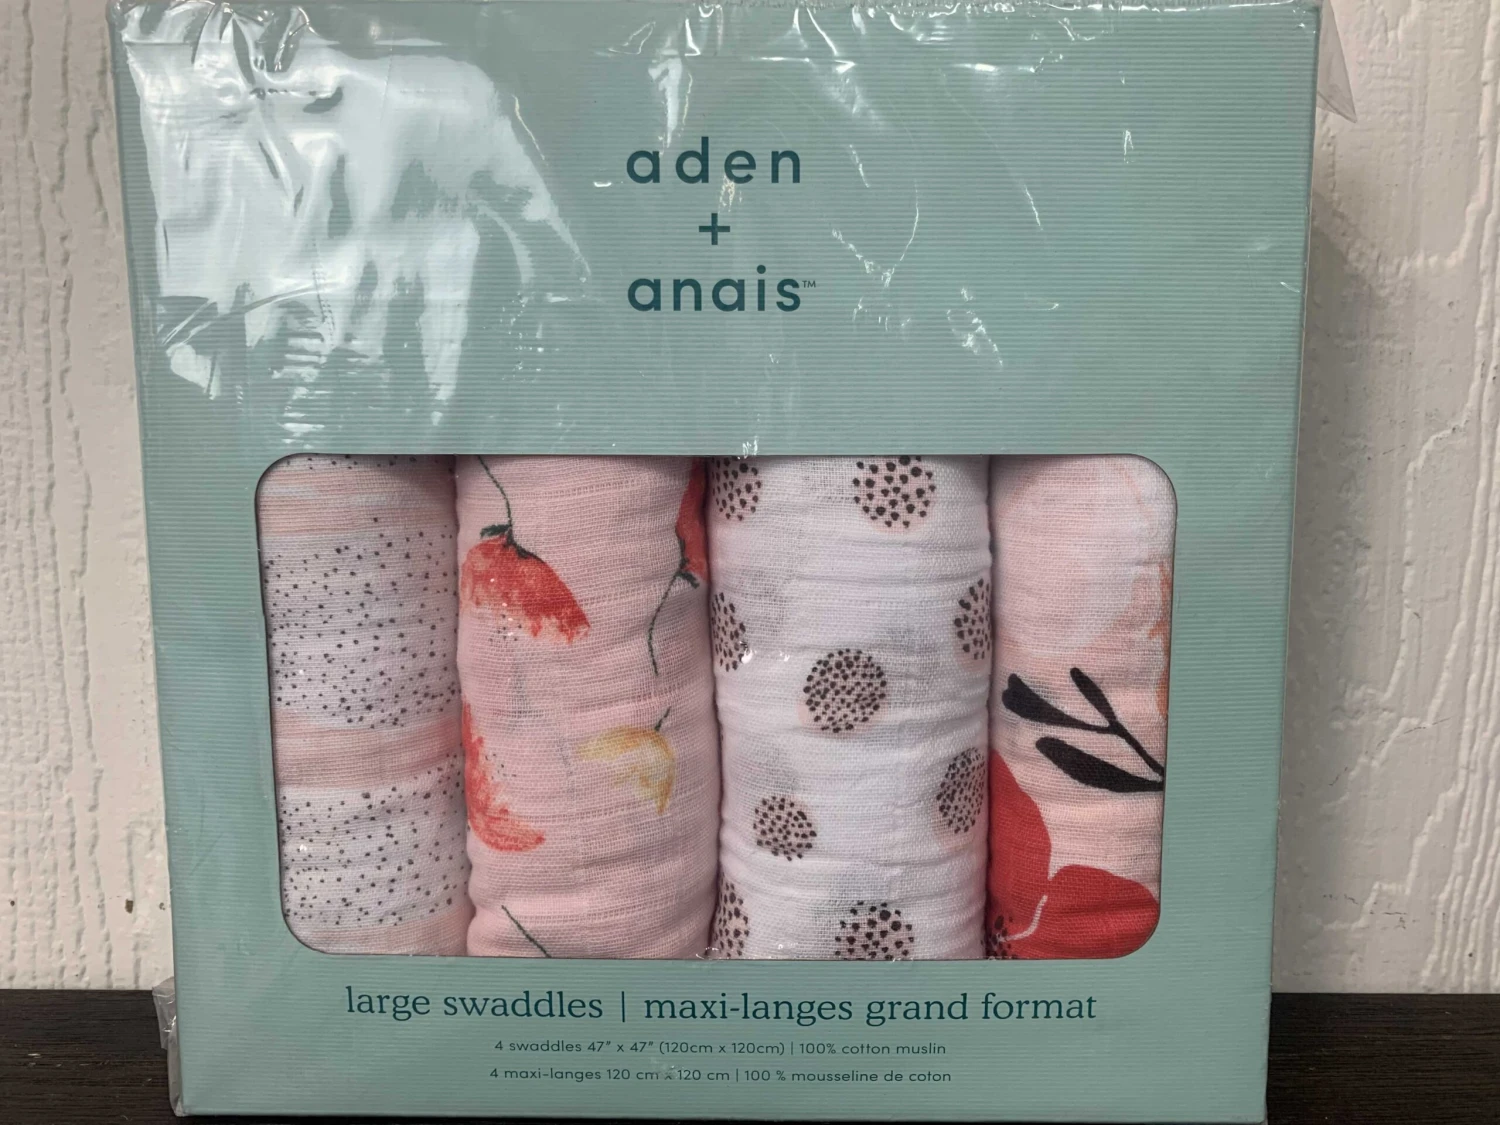 aden
+
anais™
large swaddles | maxi-langes grand format
4 swaddles 47" x 47" (120cm x 120cm) | 100% cotton muslin
4 maxi-langes 120 cm x 120 cm | 100 % mousseline de coton